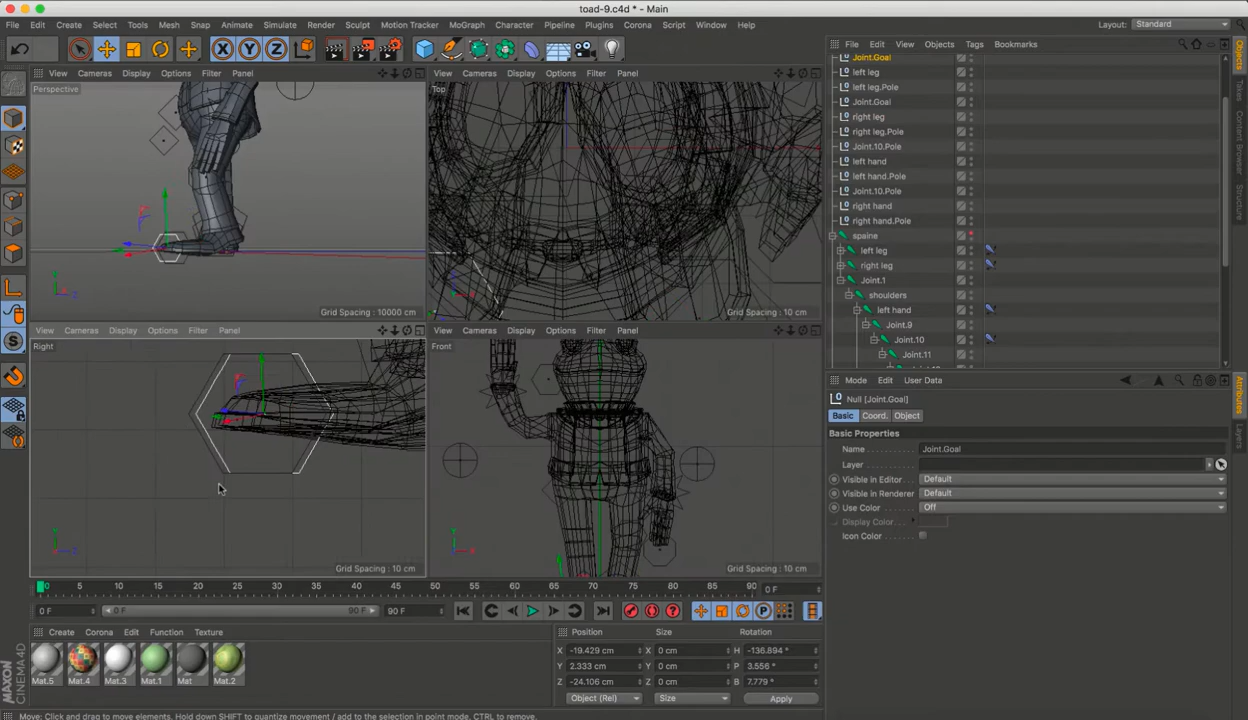 toad-9.c4d * - Main
File Edit Create Select Tools Mesh Snap Animate Simulate Render Sculpt Motion Tracker MoGraph Character Pipeline Plugins Corona Script Window Help Layout: Standard
X Y Z
View Cameras Display Options Filter Panel
Perspective
Grid Spacing : 10000 cm
View Cameras Display Options Filter Panel
Top
Grid Spacing : 10 cm
View Cameras Display Options Filter Panel
Right
Grid Spacing : 10 cm
View Cameras Display Options Filter Panel
Front
Grid Spacing : 10 cm
0 5 10 15 20 25 30 35 40 45 50 55 60 65 70 75 80 85 90 0 F
0 F 0 F 90 F 90 F
Create Corona Edit Function Texture
Mat.5 Mat.4 Mat.3 Mat.1 Mat Mat.2
Position Size Rotation
X -19.429 cm X 0 cm H -136.894 °
Y 2.333 cm Y 0 cm P 3.556 °
Z -24.106 cm Z 0 cm B 7.779 °
Object (Rel) Size Apply
File Edit View Objects Tags Bookmarks
Joint.Goal
left leg
left leg.Pole
Joint.Goal
right leg
right leg.Pole
Joint.10.Pole
left hand
left hand.Pole
Joint.10.Pole
right hand
right hand.Pole
spaine
left leg
right leg
Joint.1
shoulders
left hand
Joint.9
Joint.10
Joint.11
Mode Edit User Data
Null [Joint.Goal]
Basic Coord. Object
Basic Properties
Name Joint.Goal
Layer
Visible in Editor Default
Visible in Renderer Default
Use Color Off
Display Color
Icon Color
Objects
Takes
Content Browser
Structure
Attributes
Layers
MAXON
CINEMA 4D
Move: Click and drag to move elements. Hold down SHIFT to quantize movement / add to the selection in point mode, CTRL to remove.